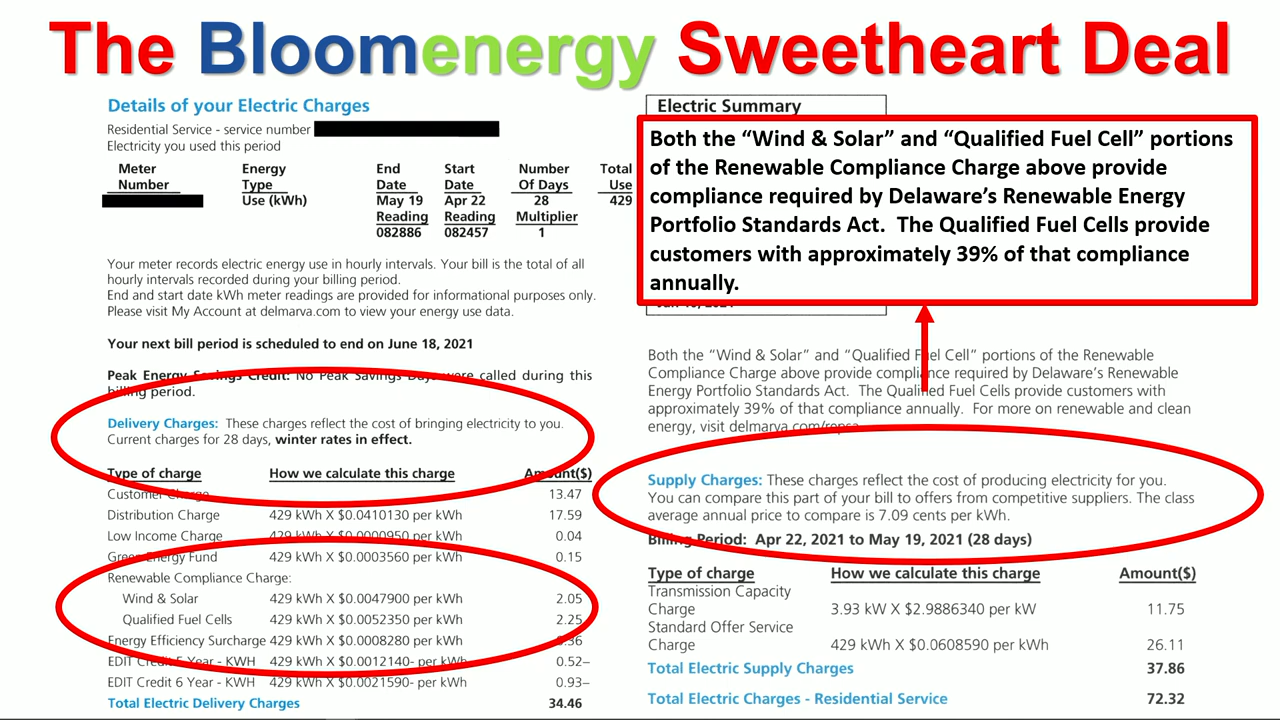 The Bloomenergy Sweetheart Deal
Details of your Electric Charges
Residential Service - service number
Electricity you used this period
Meter Number Energy Type End Date Start Date Number Of Days Total Use
Use (kWh) May 19 Apr 22 28 429
Reading Reading Multiplier
082886 082457 1
Your meter records electric energy use in hourly intervals. Your bill is the total of all
hourly intervals recorded during your billing period.
End and start date kWh meter readings are provided for informational purposes only.
Please visit My Account at delmarva.com to view your energy use data.
Your next bill period is scheduled to end on June 18, 2021
Peak Energy Savings Credit: No Peak Savings Days were called during this
billing period.
Delivery Charges: These charges reflect the cost of bringing electricity to you.
Current charges for 28 days, winter rates in effect.
Type of charge How we calculate this charge Amount($)
Customer Charge 13.47
Distribution Charge 429 kWh X $0.0410130 per kWh 17.59
Low Income Charge 429 kWh X $0.0000950 per kWh 0.04
Green Energy Fund 429 kWh X $0.0003560 per kWh 0.15
Renewable Compliance Charge:
Wind & Solar 429 kWh X $0.0047900 per kWh 2.05
Qualified Fuel Cells 429 kWh X $0.0052350 per kWh 2.25
Energy Efficiency Surcharge 429 kWh X $0.0008280 per kWh 0.36
EDIT Credit 5 Year - KWH 429 kWh X $0.0012140- per kWh 0.52−
EDIT Credit 6 Year - KWH 429 kWh X $0.0021590- per kWh 0.93−
Total Electric Delivery Charges 34.46
Electric Summary
Both the “Wind & Solar” and “Qualified Fuel Cell” portions
of the Renewable Compliance Charge above provide
compliance required by Delaware’s Renewable Energy
Portfolio Standards Act. The Qualified Fuel Cells provide
customers with approximately 39% of that compliance
annually.
Both the “Wind & Solar” and “Qualified Fuel Cell” portions of the Renewable
Compliance Charge above provide compliance required by Delaware’s Renewable
Energy Portfolio Standards Act. The Qualified Fuel Cells provide customers with
approximately 39% of that compliance annually. For more on renewable and clean
energy, visit delmarva.com/repsa
Supply Charges: These charges reflect the cost of producing electricity for you.
You can compare this part of your bill to offers from competitive suppliers. The class
average annual price to compare is 7.09 cents per kWh.
Billing Period: Apr 22, 2021 to May 19, 2021 (28 days)
Type of charge How we calculate this charge Amount($)
Transmission Capacity
Charge 3.93 kW X $2.9886340 per kW 11.75
Standard Offer Service
Charge 429 kWh X $0.0608590 per kWh 26.11
Total Electric Supply Charges 37.86
Total Electric Charges - Residential Service 72.32